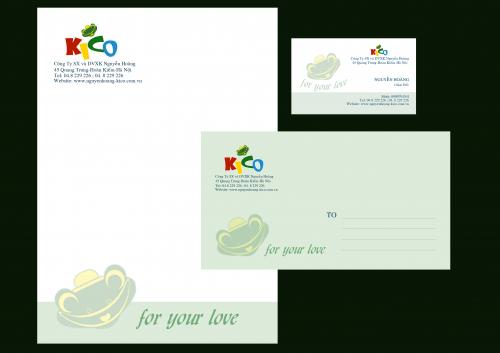 KiCO
Công Ty SX và DVXK Nguyễn Hoàng
45 Quang Trung-Hoàn Kiếm-Hà Nội
Tel: 04.8 229 226 ; 04. 8 229 226
Website: www.nguyenhoang-kico.com.vn
for your love
KiCO
Công Ty SX và DVXK Nguyễn Hoàng
45 Quang Trung-Hoàn Kiếm-Hà Nội
NGUYỄN HOÀNG
Giám Đốc
Tel: 04.8 229 226 ; 04. 8 229 226
Website: www.nguyenhoang-kico.com.vn
for your love
KiCO
Công Ty SX và DVXK Nguyễn Hoàng
45 Quang Trung-Hoàn Kiếm-Hà Nội
Tel: 04.8 229 226 ; 04. 8 229 226
Website: www.nguyenhoang-kico.com.vn
TO
for your love